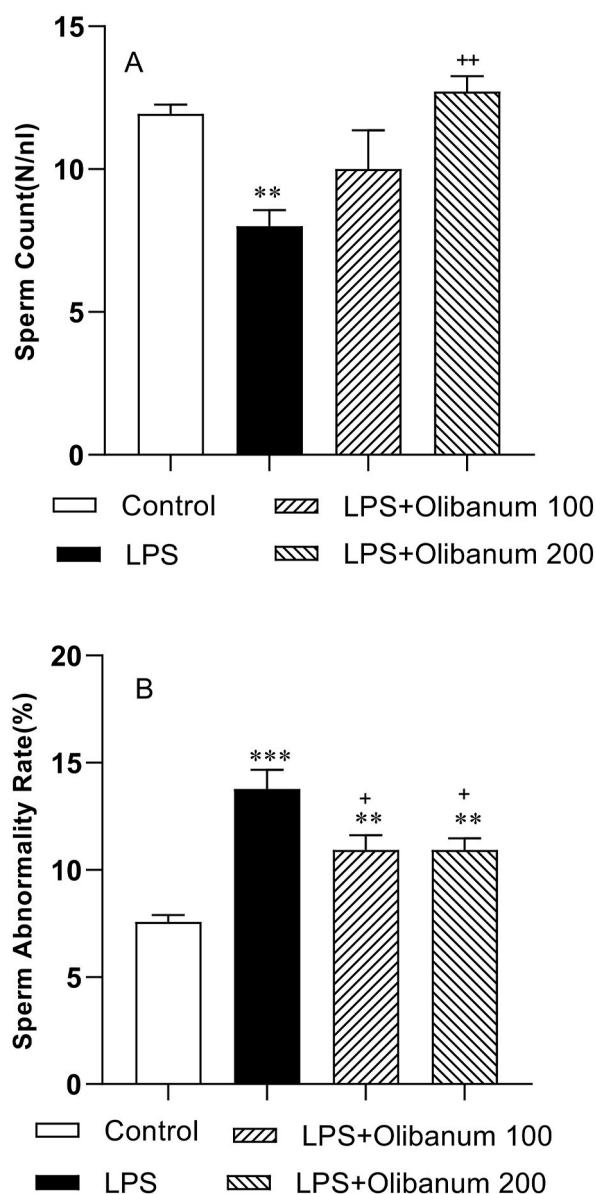 15
A
++
10
**
5
0
Sperm Count(N/nl)
Control LPS+Olibanum 100
LPS LPS+Olibanum 200
20
B
15
***
+ +
** **
10
5
0
Sperm Abnormality Rate(%)
Control LPS+Olibanum 100
LPS LPS+Olibanum 200